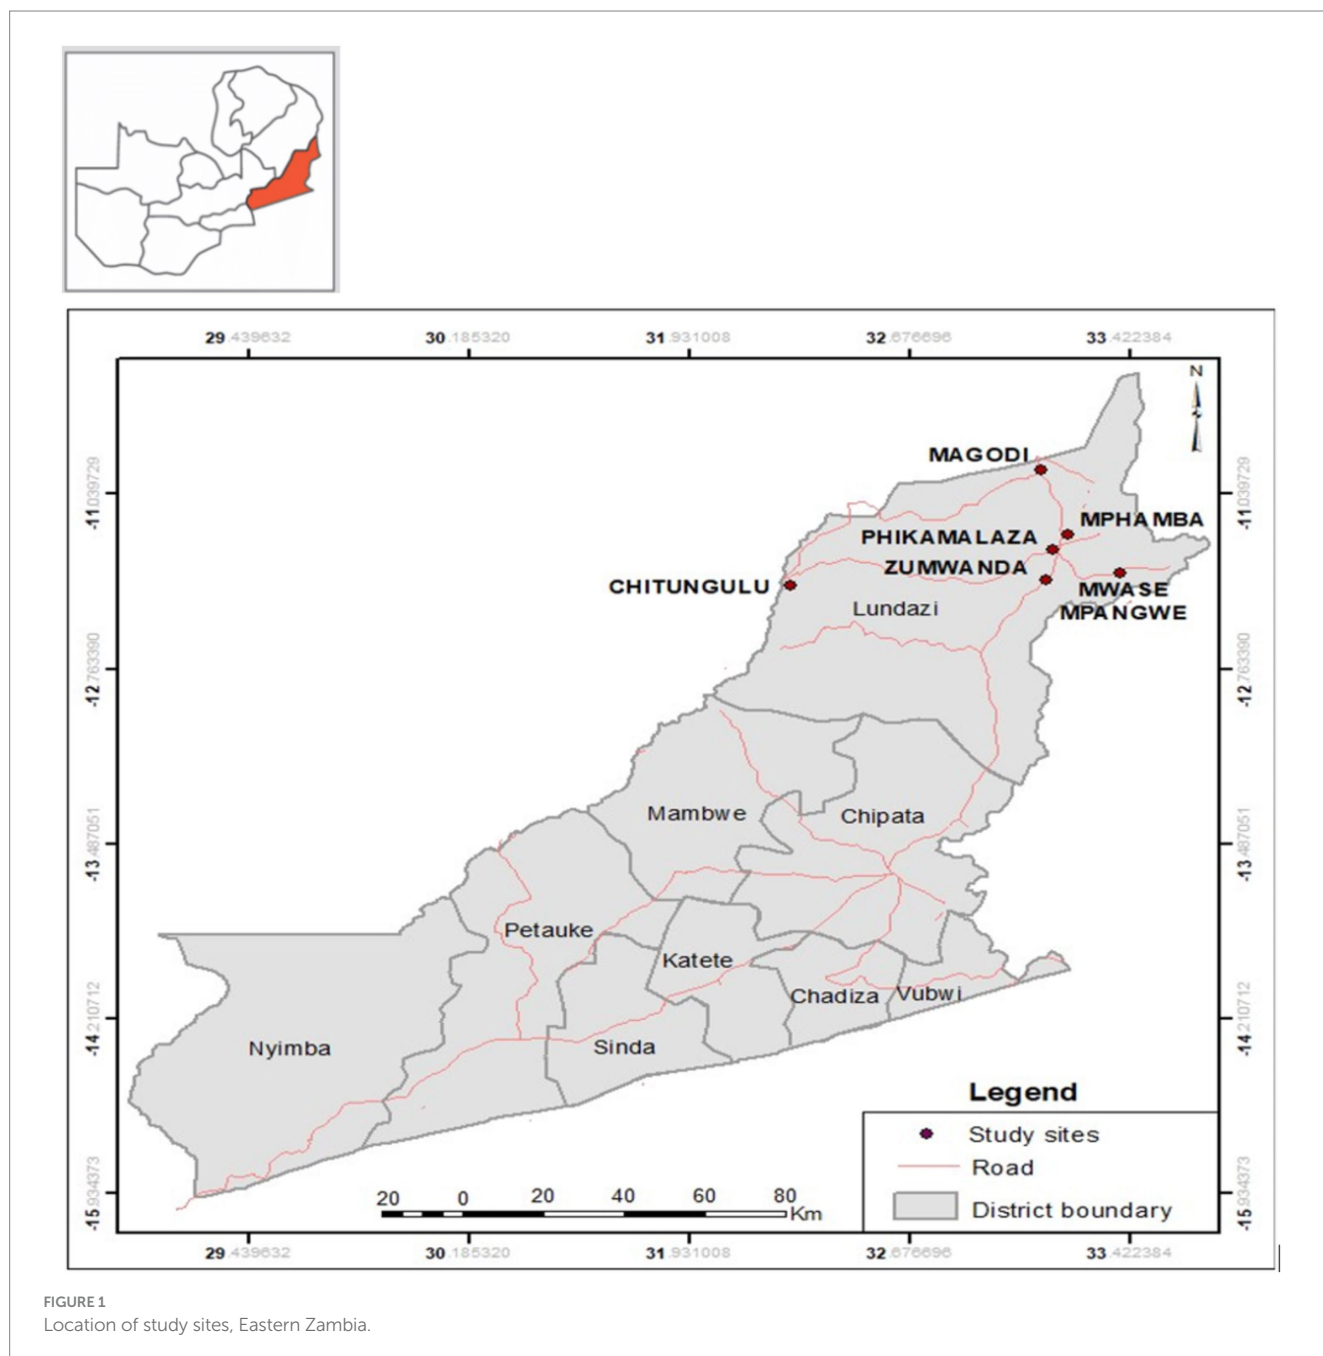 29.439632 30.185320 31.931008 32.676696 33.422384
N
MAGODI
-11.039729 -11.039729
MPHAMBA
PHIKAMALAZA
ZUMWANDA
CHITUNGULU
MWASE
MPANGWE
Lundazi
-12.763390 -12.763390
Mambwe
Chipata
-13.487051 -13.487051
Petauke
Katete
Chadiza
Vubwi
-14.210712 -14.210712
Nyimba
Sinda
Legend
Study sites
Road
District boundary
-15.934373 -15.934373
20 0 20 40 60 80
Km
29.439632 30.185320 31.931008 32.676696 33.422384
FIGURE 1
Location of study sites, Eastern Zambia.